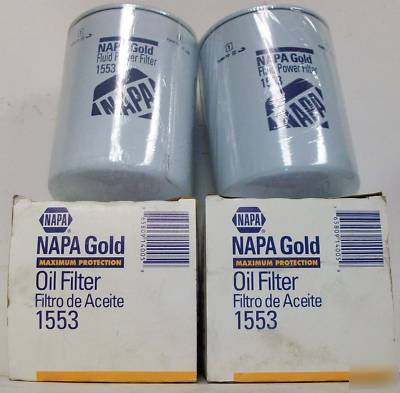 NAPA Gold
Fluid Power Filter
1553
NAPA
NAPA Gold
Fluid Power Filter
1553
NAPA
NAPA
NAPA Gold
MAXIMUM PROTECTION
Oil Filter
Filtro de Aceite
1553
NAPA
NAPA Gold
MAXIMUM PROTECTION
Oil Filter
Filtro de Aceite
1553